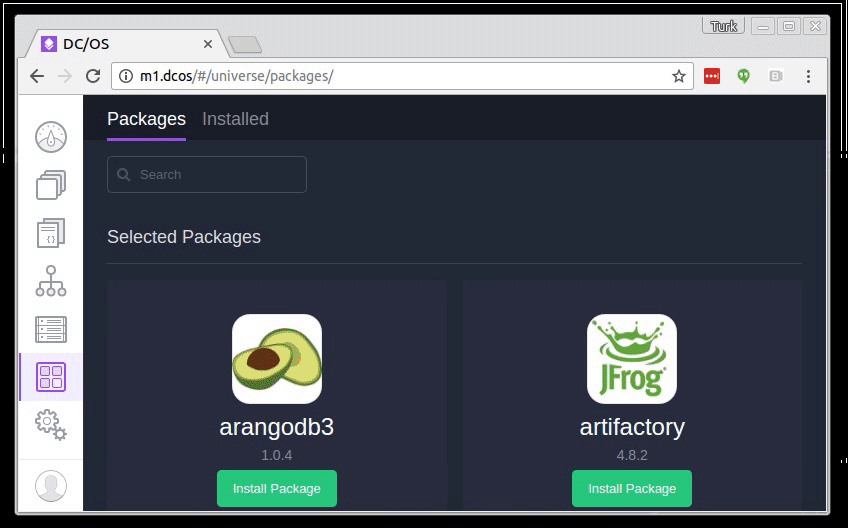 Turk
DC/OS
m1.dcos/#/universe/packages/
Packages Installed
Search
Selected Packages
JFrog
arangodb3 artifactory
1.0.4 4.8.2
Install Package Install Package